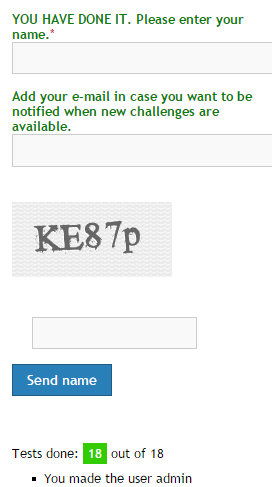 YOU HAVE DONE IT. Please enter your
name.*
Add your e-mail in case you want to be
notified when new challenges are
available.
KE87p
Send name
Tests done: 18 out of 18
You made the user admin